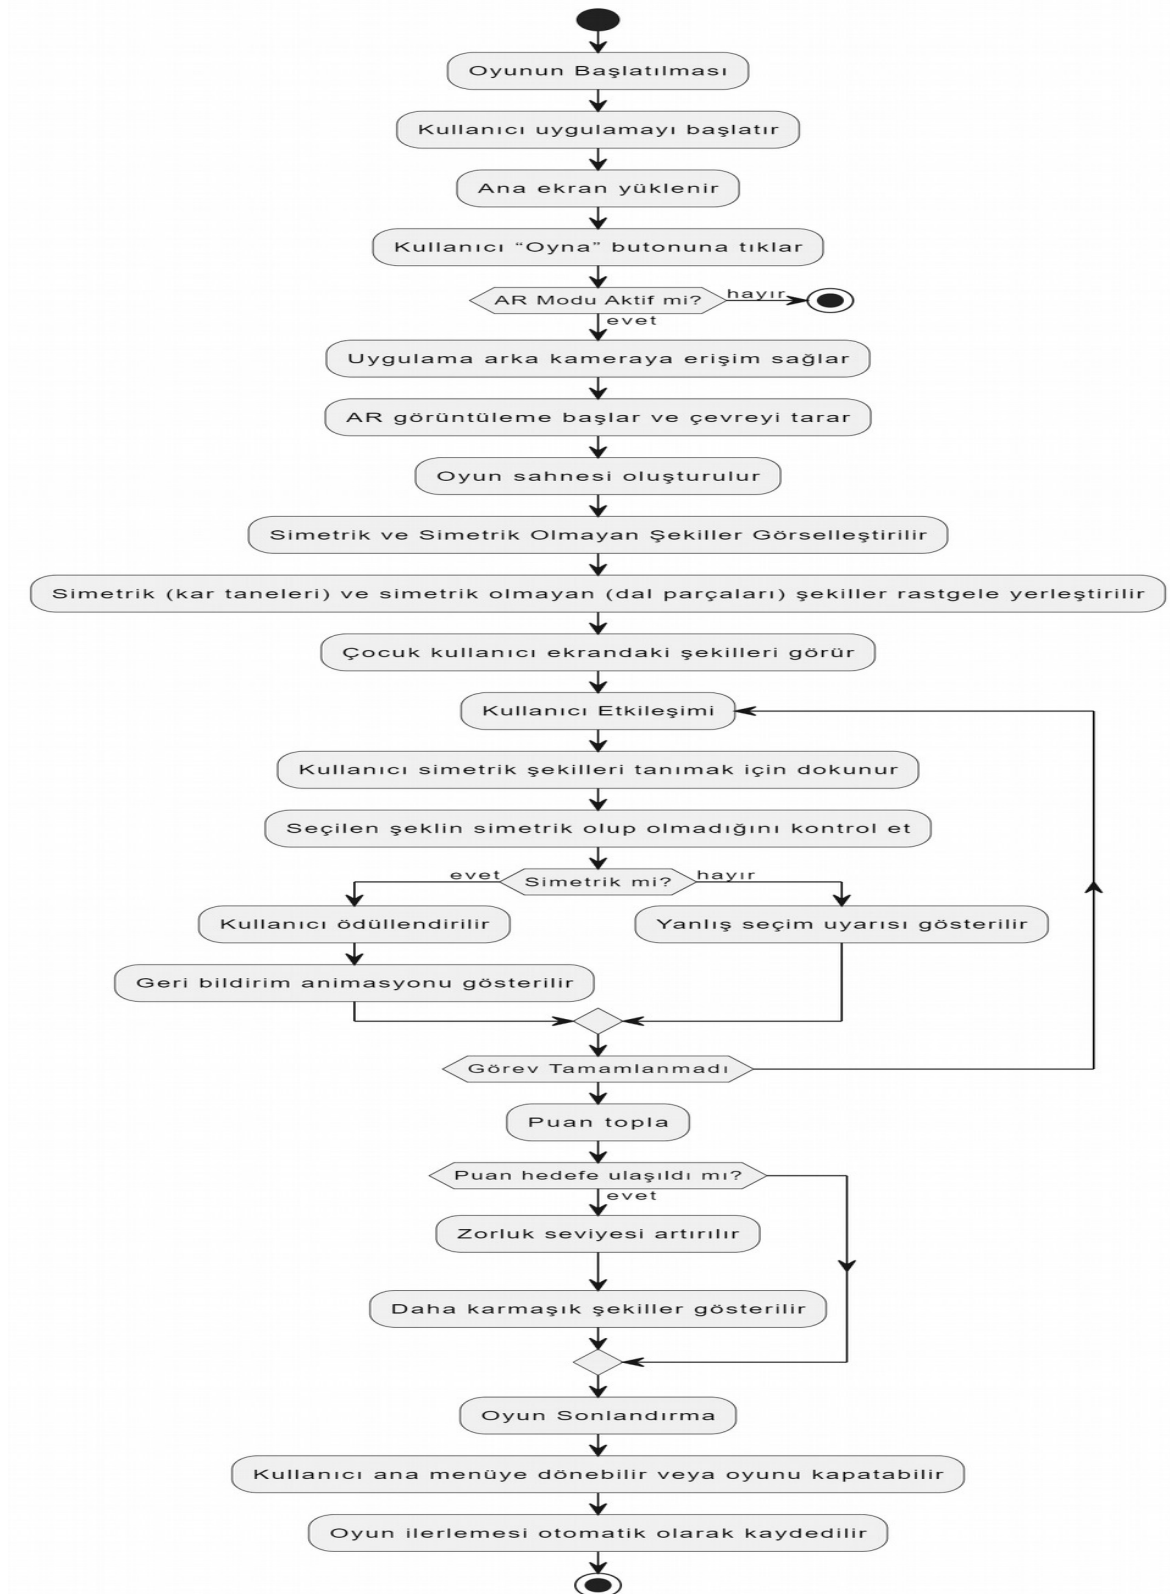 Oyunun Başlatılması
Kullanıcı uygulamayı başlatır
Ana ekran yüklenir
Kullanıcı “Oyna” butonuna tıklar
AR Modu Aktif mi?
hayır
evet
Uygulama arka kameraya erişim sağlar
AR görüntüleme başlar ve çevreyi tarar
Oyun sahnesi oluşturulur
Simetrik ve Simetrik Olmayan Şekiller Görselleştirilir
Simetrik (kar taneleri) ve simetrik olmayan (dal parçaları) şekiller rastgele yerleştirilir
Çocuk kullanıcı ekrandaki şekilleri görür
Kullanıcı Etkileşimi
Kullanıcı simetrik şekilleri tanımak için dokunur
Seçilen şeklin simetrik olup olmadığını kontrol et
evet
Simetrik mi?
hayır
Kullanıcı ödüllendirilir
Yanlış seçim uyarısı gösterilir
Geri bildirim animasyonu gösterilir
Görev Tamamlanmadı
Puan topla
Puan hedefe ulaşıldı mı?
evet
Zorluk seviyesi artırılır
Daha karmaşık şekiller gösterilir
Oyun Sonlandırma
Kullanıcı ana menüye dönebilir veya oyunu kapatabilir
Oyun ilerlemesi otomatik olarak kaydedilir